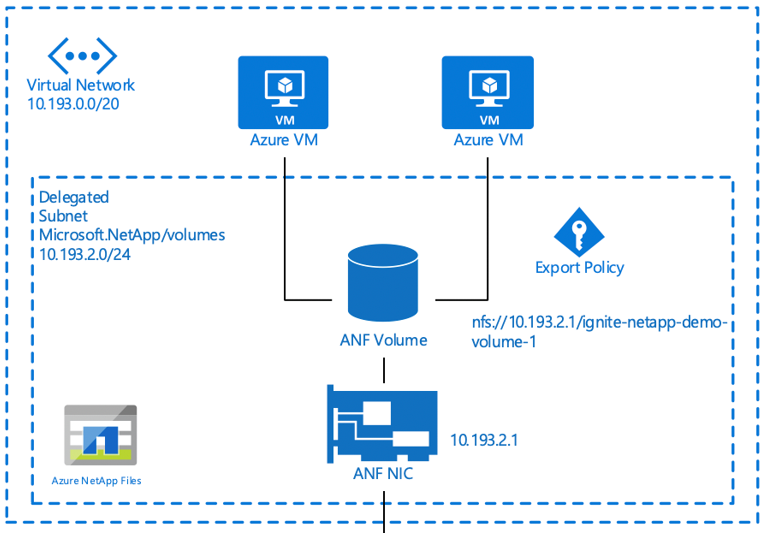 Virtual Network
10.193.0.0/20
VM
Azure VM
VM
Azure VM
Delegated
Subnet
Microsoft.NetApp/volumes
10.193.2.0/24
Export Policy
ANF Volume
nfs://10.193.2.1/ignite-netapp-demo-
volume-1
10.193.2.1
ANF NIC
Azure NetApp Files